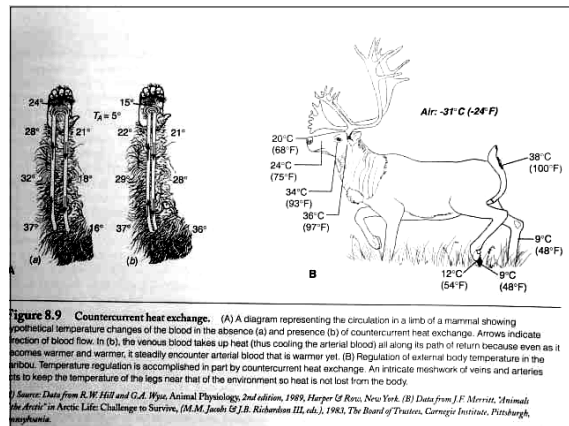 24°
15°
TA = 5°
28°
21°
22°
21°
32°
18°
29°
28°
37°
16°
37°
36°
(a)
(b)
A
Air: -31°C (-24°F)
20°C
(68°F)
24°C
(75°F)
34°C
(93°F)
36°C
(97°F)
38°C
(100°F)
9°C
(48°F)
12°C
(54°F)
9°C
(48°F)
B
Figure 8.9 Countercurrent heat exchange. (A) A diagram representing the circulation in a limb of a mammal showing
ypothetical temperature changes of the blood in the absence (a) and presence (b) of countercurrent heat exchange. Arrows indicate
irection of blood flow. In (b), the venous blood takes up heat (thus cooling the arterial blood) all along its path of return because even as it
ecomes warmer and warmer, it steadily encounter arterial blood that is warmer yet. (B) Regulation of external body temperature in the
aribou. Temperature regulation is accomplished in part by countercurrent heat exchange. An intricate meshwork of veins and arteries
cts to keep the temperature of the legs near that of the environment so heat is not lost from the body.
) Source: Data from R.W. Hill and G.A. Wyse, Animal Physiology, 2nd edition, 1989, Harper & Row, New York. (B) Data from J.F. Merritt, "Animals
the Arctic" in Arctic Life: Challenge to Survive, (M.M. Jacobs & J.B. Richardson III, eds.), 1983, The Board of Trustees, Carnegie Institute, Pittsburgh,
nnsylvania.